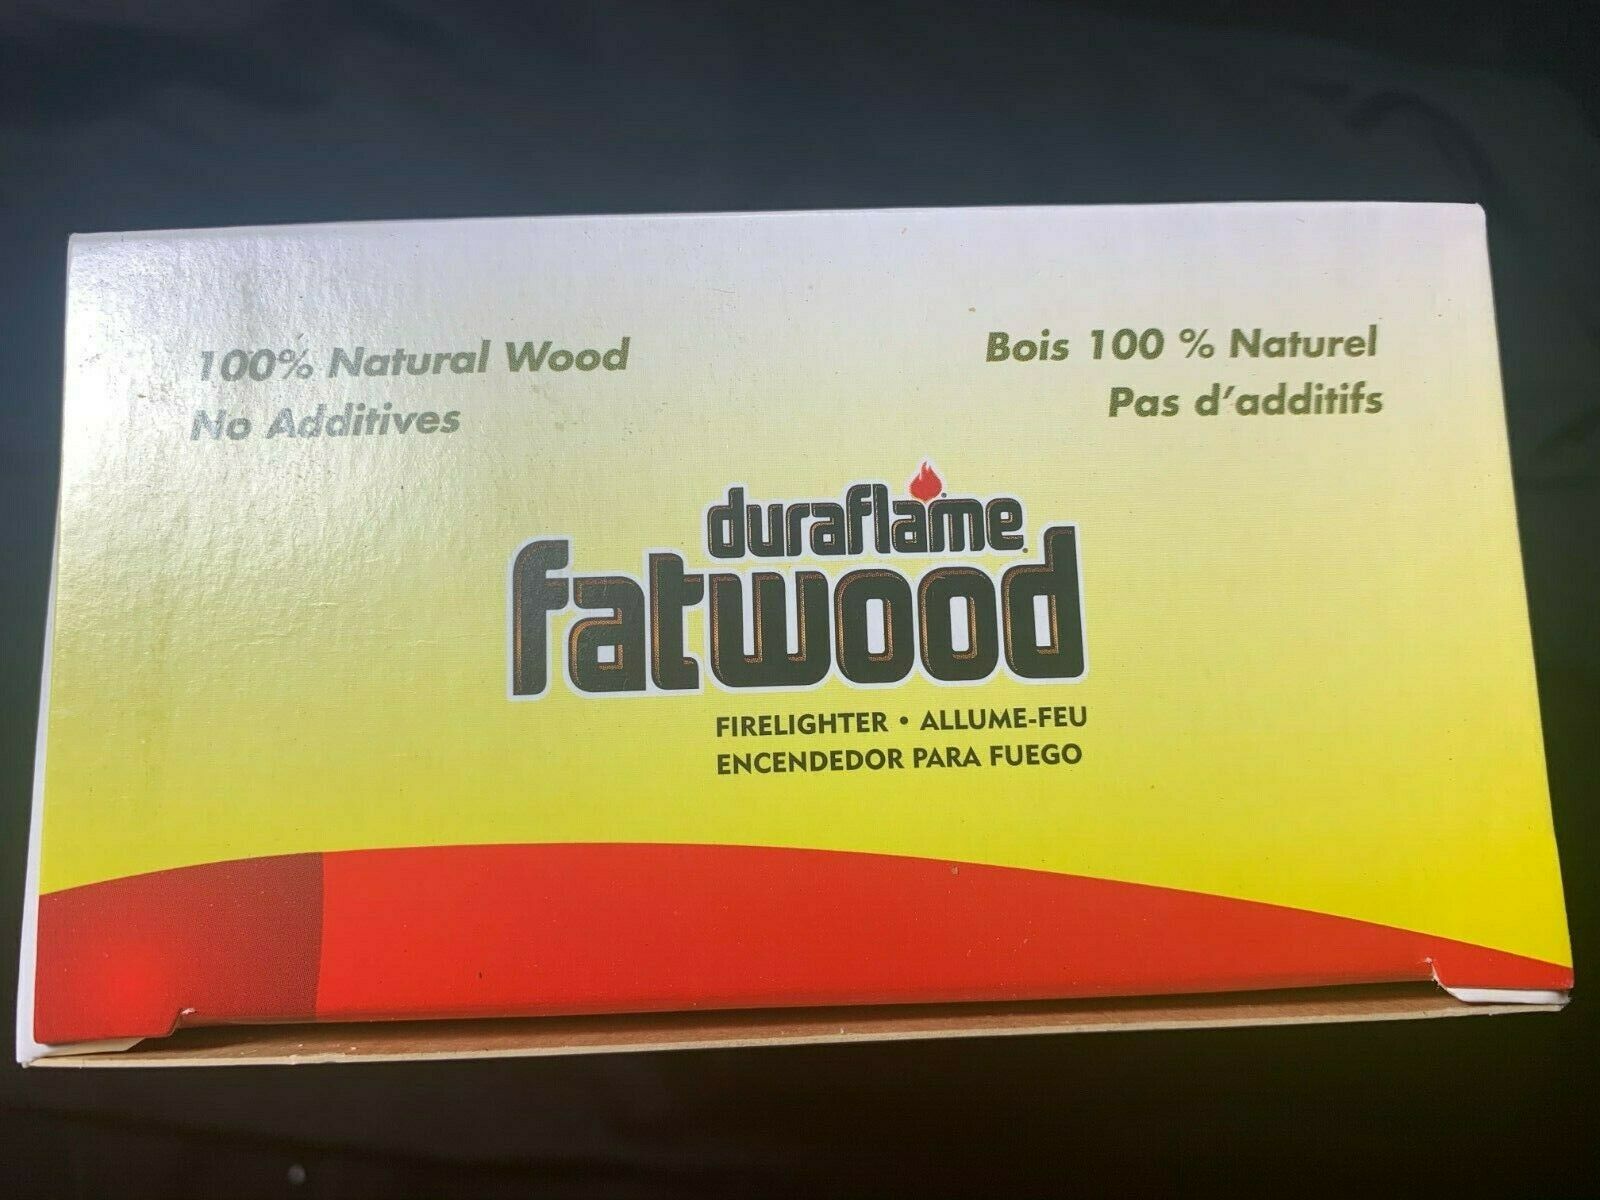 100% Natural Wood
No Additives
Bois 100 % Naturel
Pas d'additifs
duraflame
fatwood
FIRELIGHTER • ALLUME-FEU
ENCENDEDOR PARA FUEGO